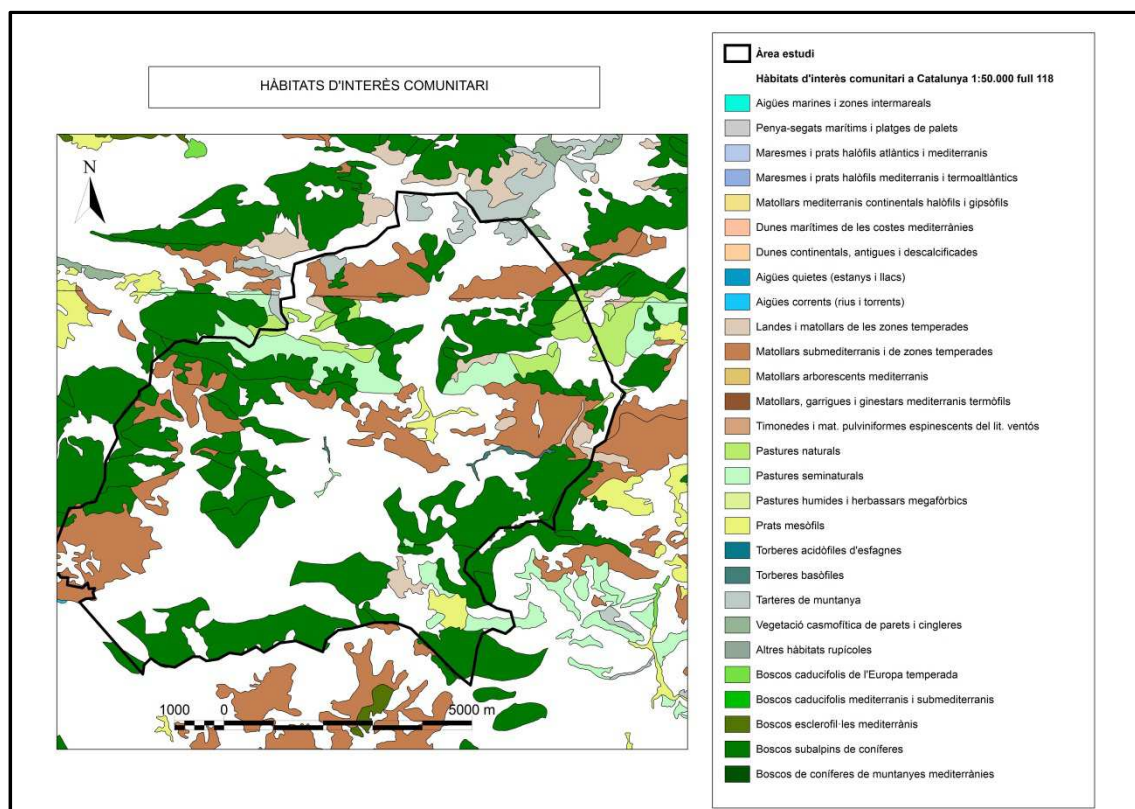 HÀBITATS D'INTERÈS COMUNITARI
N
1000 0 5000 m
Àrea estudi
Hàbitats d'interès comunitari a Catalunya 1:50.000 full 118
Aigües marines i zones intermareals
Penya-segats marítims i platges de palets
Maresmes i prats halòfils atlàntics i mediterranis
Maresmes i prats halòfils mediterranis i termoatlàntics
Matollars mediterranis continentals halòfils i gipsòfils
Dunes marítimes de les costes mediterrànies
Dunes continentals, antigues i descalcificades
Aigües quietes (estanys i llacs)
Aigües corrents (rius i torrents)
Landes i matollars de les zones temperades
Matollars submediterranis i de zones temperades
Matollars arborescents mediterranis
Matollars, garrigues i ginestars mediterranis termòfils
Timonedes i mat. pulviniformes espinescents del lit. ventós
Pastures naturals
Pastures seminaturals
Pastures humides i herbassars megafòrbics
Prats mesòfils
Torberes acidòfiles d'esfagnes
Torberes basòfiles
Tarteres de muntanya
Vegetació casmofítica de parets i cingleres
Altres hàbitats rupícoles
Boscos caducifolis de l'Europa temperada
Boscos caducifolis mediterranis i submediterranis
Boscos esclerofil·les mediterrànis
Boscos subalpins de coníferes
Boscos de coníferes de muntanyes mediterrànies